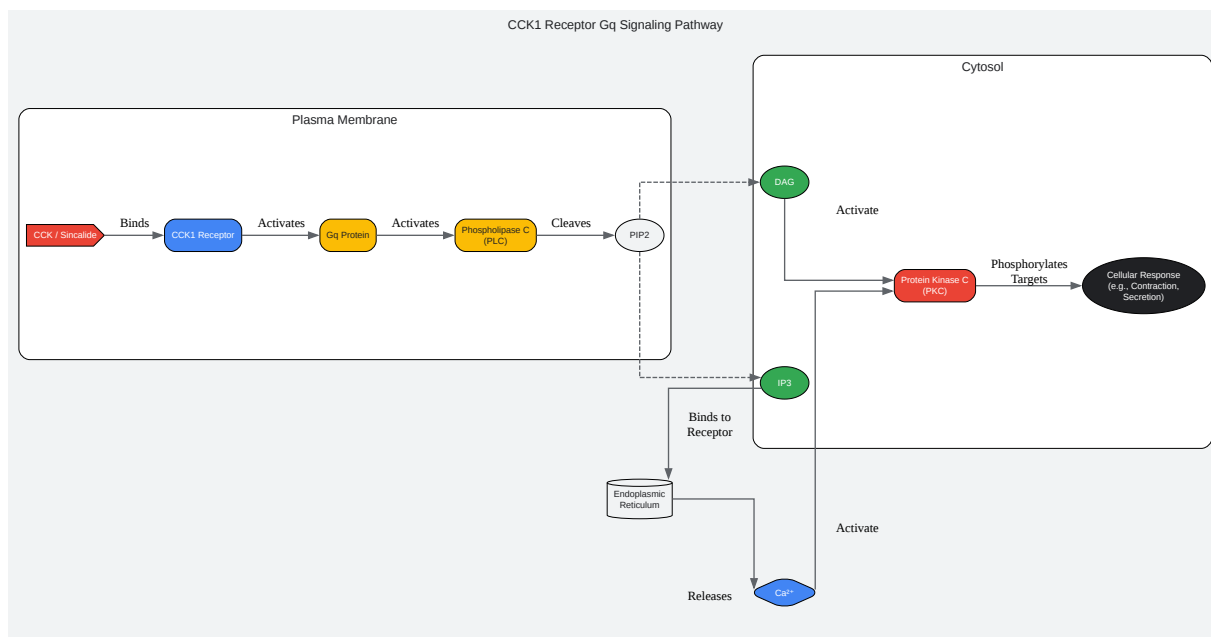 CCK1 Receptor Gq Signaling Pathway
Plasma Membrane
CCK / Sincalide
Binds
CCK1 Receptor
Activates
Gq Protein
Activates
Phospholipase C
(PLC)
Cleaves
PIP2
Cytosol
DAG
Activate
Protein Kinase C
(PKC)
Phosphorylates
Targets
Cellular Response
(e.g., Contraction,
Secretion)
IP3
Binds to
Receptor
Endoplasmic
Reticulum
Releases
Ca²⁺
Activate